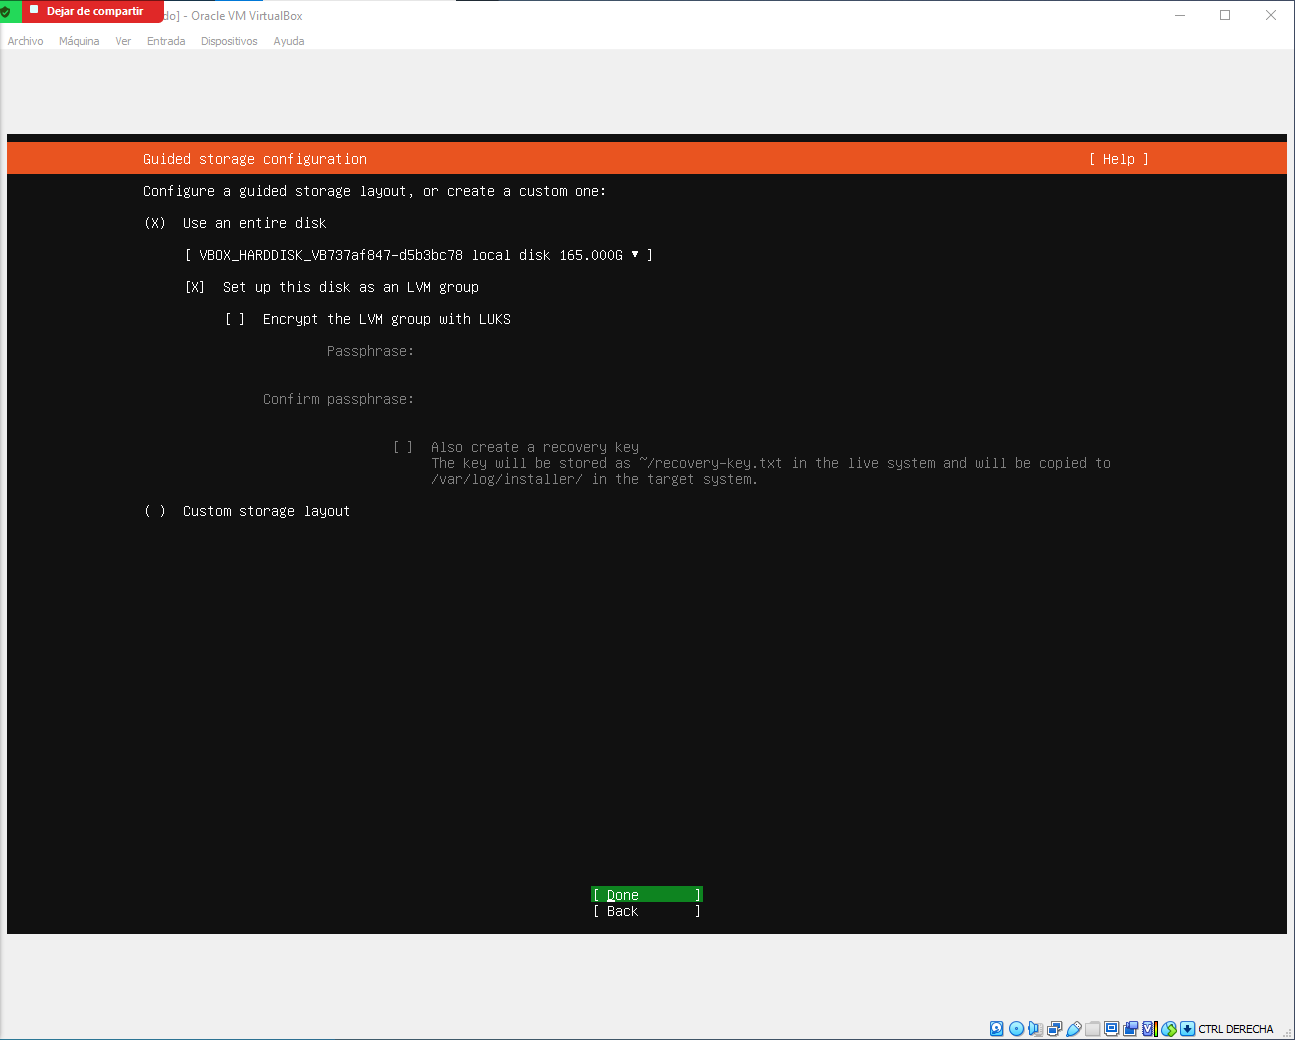 Dejar de compartir
do] - Oracle VM VirtualBox
Archivo Máquina Ver Entrada Dispositivos Ayuda
Guided storage configuration [ Help ]
Configure a guided storage layout, or create a custom one:
(X) Use an entire disk
[ VBOX_HARDDISK_VB737af847-d5b3bc78 local disk 165.000G ▾ ]
[X] Set up this disk as an LVM group
[ ] Encrypt the LVM group with LUKS
Passphrase:
Confirm passphrase:
[ ] Also create a recovery key
The key will be stored as ~/recovery-key.txt in the live system and will be copied to
/var/log/installer/ in the target system.
( ) Custom storage layout
[ Done ]
[ Back ]
CTRL DERECHA